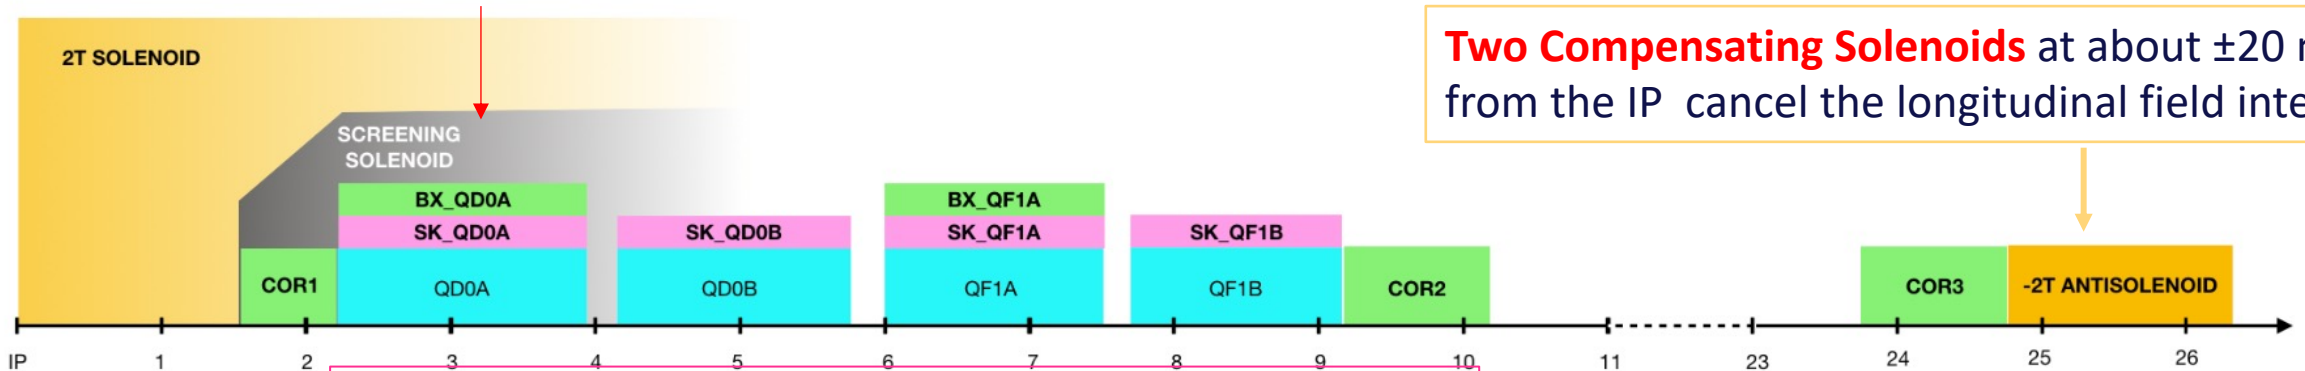 Two Compensating Solenoids at about ±20
from the IP cancel the longitudinal field
2T SOLENOID
SCREENING
SOLENOID
BX_QD0A
BX_QF1A
SK_QD0A
SK_QD0B
SK_QF1A
SK_QF1B
COR1
QD0A
QD0B
QF1A
QF1B
COR2
COR3
-2T ANTISOLENOID
IP 1 2 3 4 5 6 7 8 9 10 11 23 24 25 26